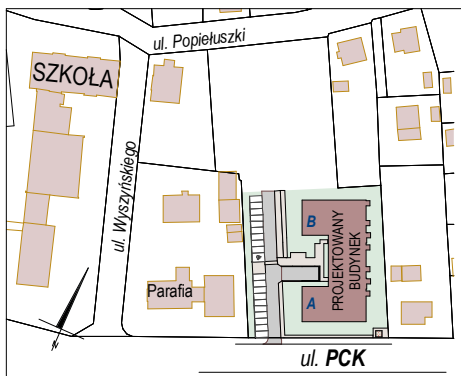 ul. Popiełuszki
SZKOŁA
ul. Wyszyńskiego
B
PROJEKTOWANY
BUDYNEK
Parafia
A
N
ul. PCK